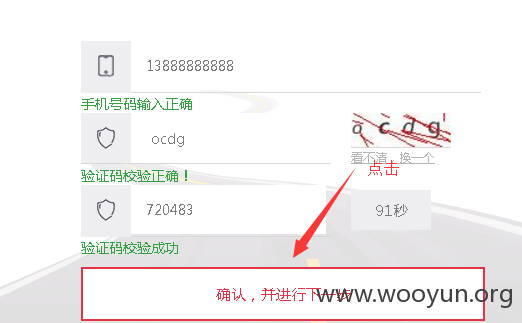 13888888888
手机号码输入正确
ocdg
acdg
看不清，换一个
验证码校验正确！
点击
720483
91秒
验证码校验成功
确认，并进行下一步
www.wooyun.org